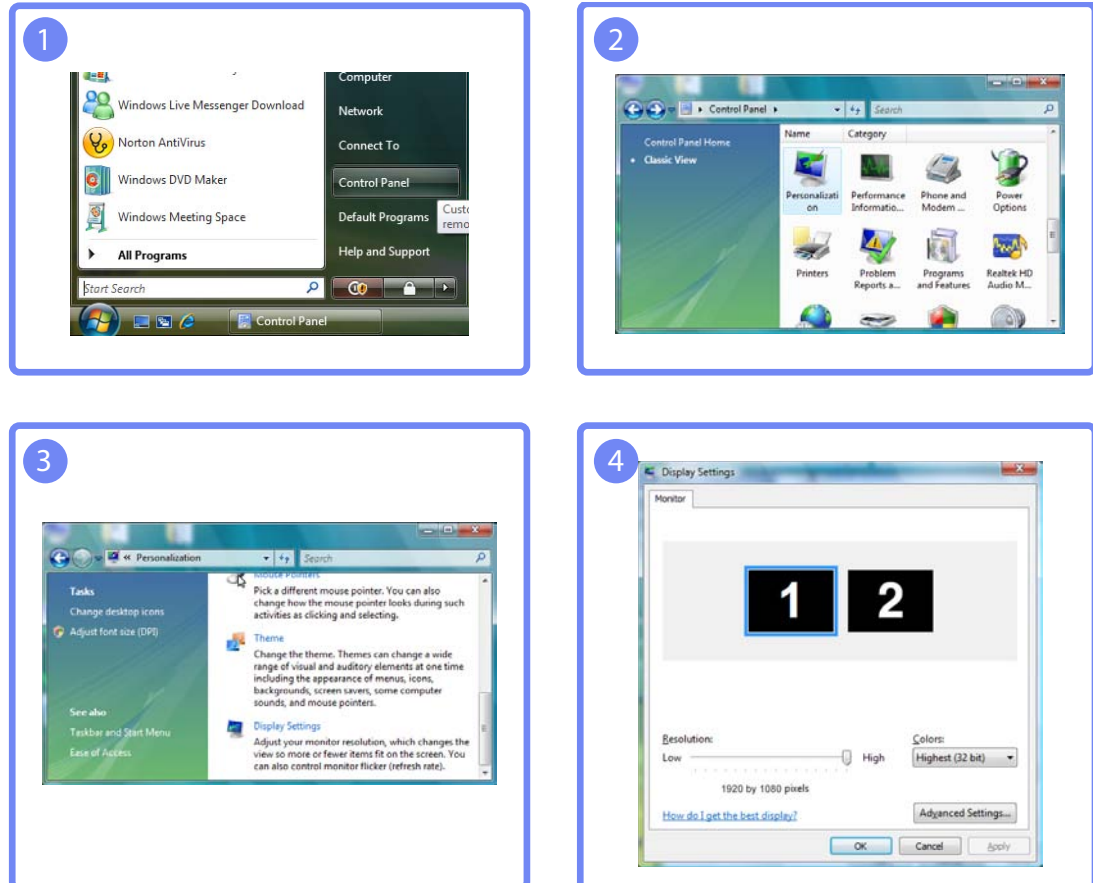 1
Computer
Windows Live Messenger Download
Network
Norton AntiVirus
Connect To
Windows DVD Maker
Control Panel
Windows Meeting Space
Default Programs
All Programs
Help and Support
Start Search
Control Panel
2
Control Panel
Search
Name Category
Control Panel Home
Classic View
Personalizati
on
Performance
Informatio...
Phone and
Modem ...
Power
Options
Printers
Problem
Reports a...
Programs
and Features
Realtek HD
Audio M...
3
« Personalization
Search
Tasks
Change desktop icons
Adjust font size (DPI)
See also
Taskbar and Start Menu
Ease of Access
Mouse Pointers
Pick a different mouse pointer. You can also
change how the mouse pointer looks during such
activities as clicking and selecting.
Theme
Change the theme. Themes can change a wide
range of visual and auditory elements at one time
including the appearance of menus, icons,
backgrounds, screen savers, some computer
sounds, and mouse pointers.
Display Settings
Adjust your monitor resolution, which changes the
view so more or fewer items fit on the screen. You
can also control monitor flicker (refresh rate).
4
Display Settings
Monitor
1 2
Resolution:
Low High
1920 by 1080 pixels
Colors:
Highest (32 bit)
How do I get the best display?
Advanced Settings...
OK Cancel Apply